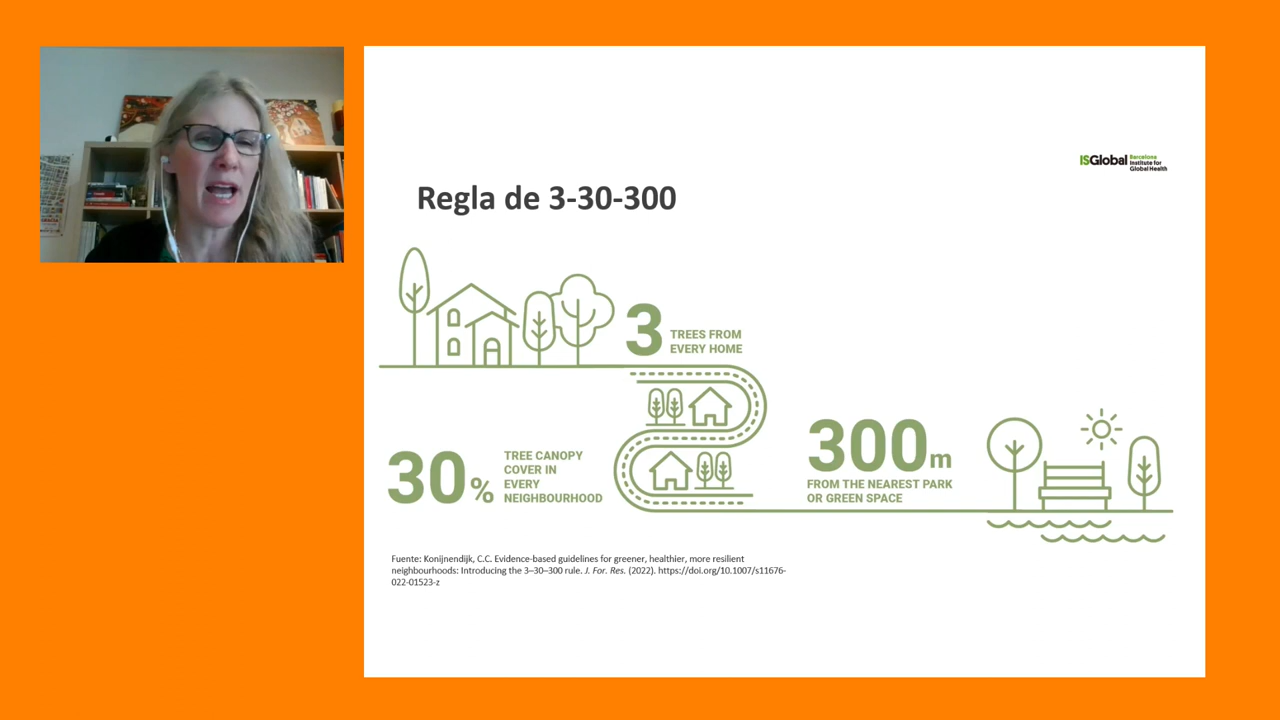 ISGlobal
Barcelona
Institute for
Global Health
Regla de 3-30-300
3
TREES FROM
EVERY HOME
30%
TREE CANOPY
COVER IN
EVERY
NEIGHBOURHOOD
300m
FROM THE NEAREST PARK
OR GREEN SPACE
Fuente: Konijnendijk, C.C. Evidence-based guidelines for greener, healthier, more resilient
neighbourhoods: Introducing the 3–30–300 rule. J. For. Res. (2022). https://doi.org/10.1007/s11676-
022-01523-z